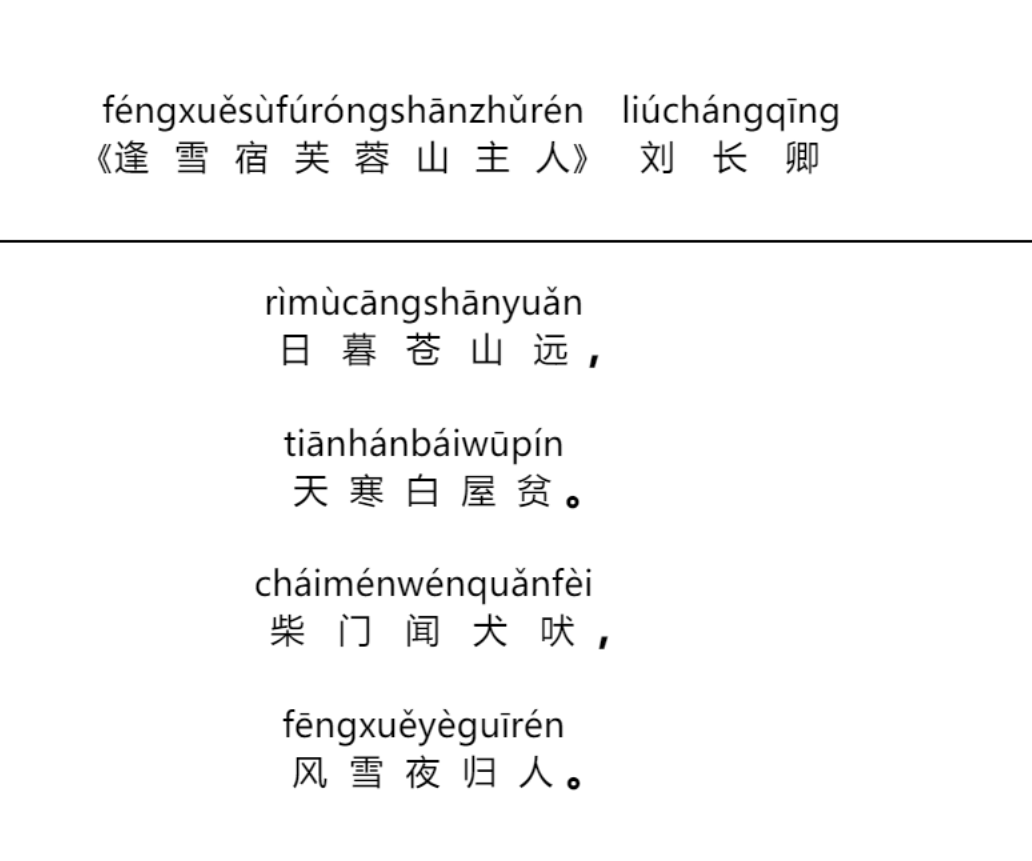 féngxuěsùfúróngshānzhǔrén liúchángqīng
《逢雪宿芙蓉山主人》 刘长卿
rìmùcāngshānyuǎn
日暮苍山远，
tiānhánbáiwūpín
天寒白屋贫。
cháiménwénquǎnfèi
柴门闻犬吠，
fēngxuěyèguīrén
风雪夜归人。